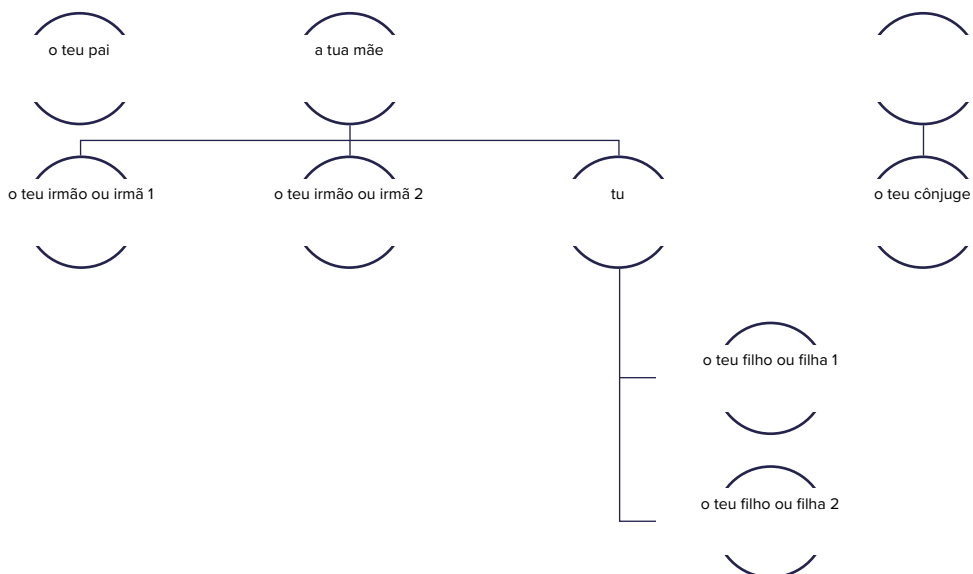 o teu pai
a tua mãe
o teu irmão ou irmã 1
o teu irmão ou irmã 2
tu
o teu cônjuge
o teu filho ou filha 1
o teu filho ou filha 2